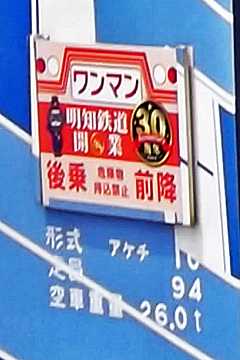 ワンマン
明知鉄道
開業
30
周年
後乗
危険物
持込禁止
前降
形式 アケチ 10
定員 94
空車重量 26.0t